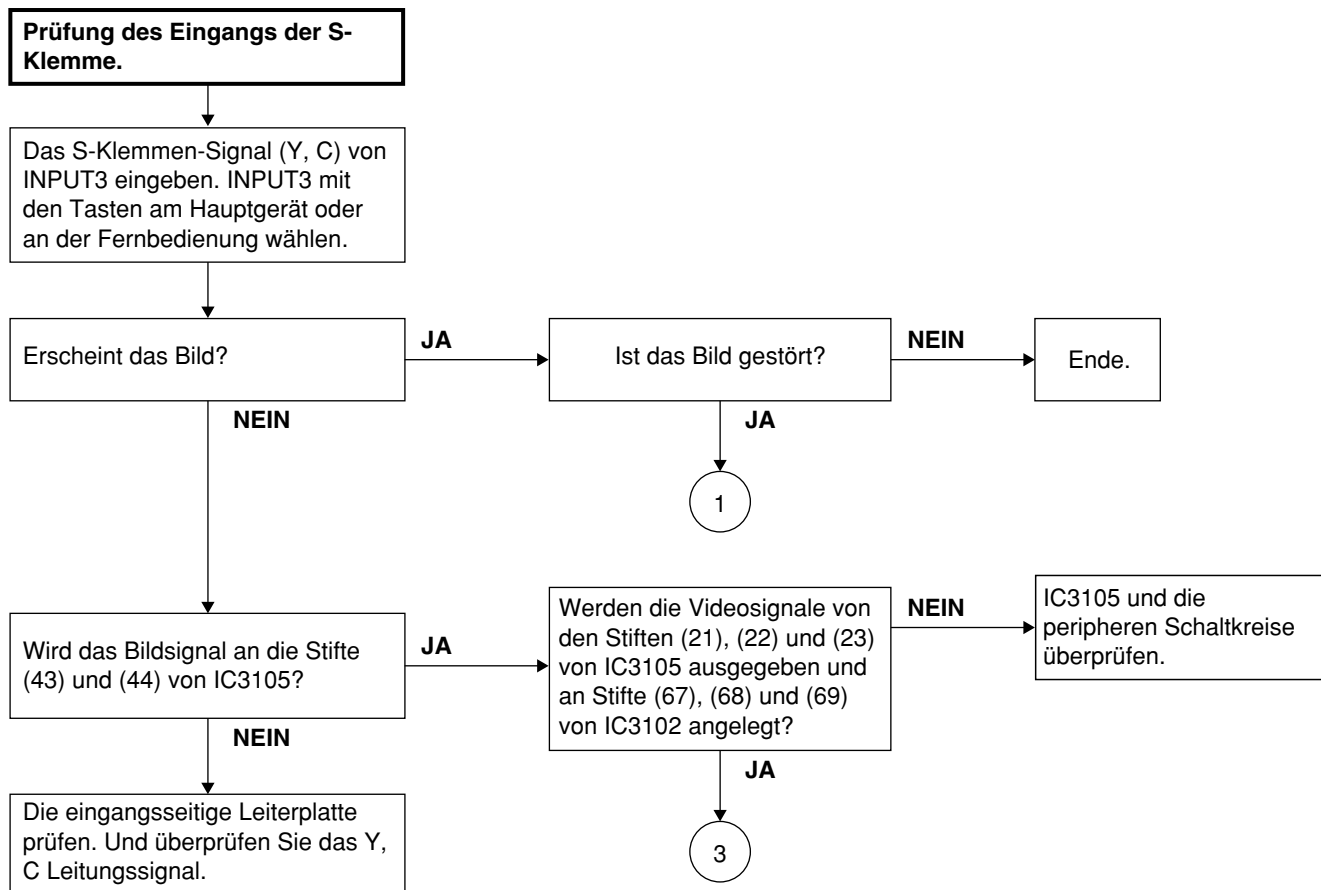 Prüfung des Eingangs der S-
Klemme.
Das S-Klemmen-Signal (Y, C) von
INPUT3 eingeben. INPUT3 mit
den Tasten am Hauptgerät oder
an der Fernbedienung wählen.
Erscheint das Bild?
JA
Ist das Bild gestört?
NEIN
Ende.
NEIN
JA
1
Wird das Bildsignal an die Stifte
(43) und (44) von IC3105?
JA
Werden die Videosignale von
den Stiften (21), (22) und (23)
von IC3105 ausgegeben und
an Stifte (67), (68) und (69)
von IC3102 angelegt?
NEIN
IC3105 und die
peripheren Schaltkreise
überprüfen.
NEIN
JA
Die eingangsseitige Leiterplatte
prüfen. Und überprüfen Sie das Y,
C Leitungssignal.
3